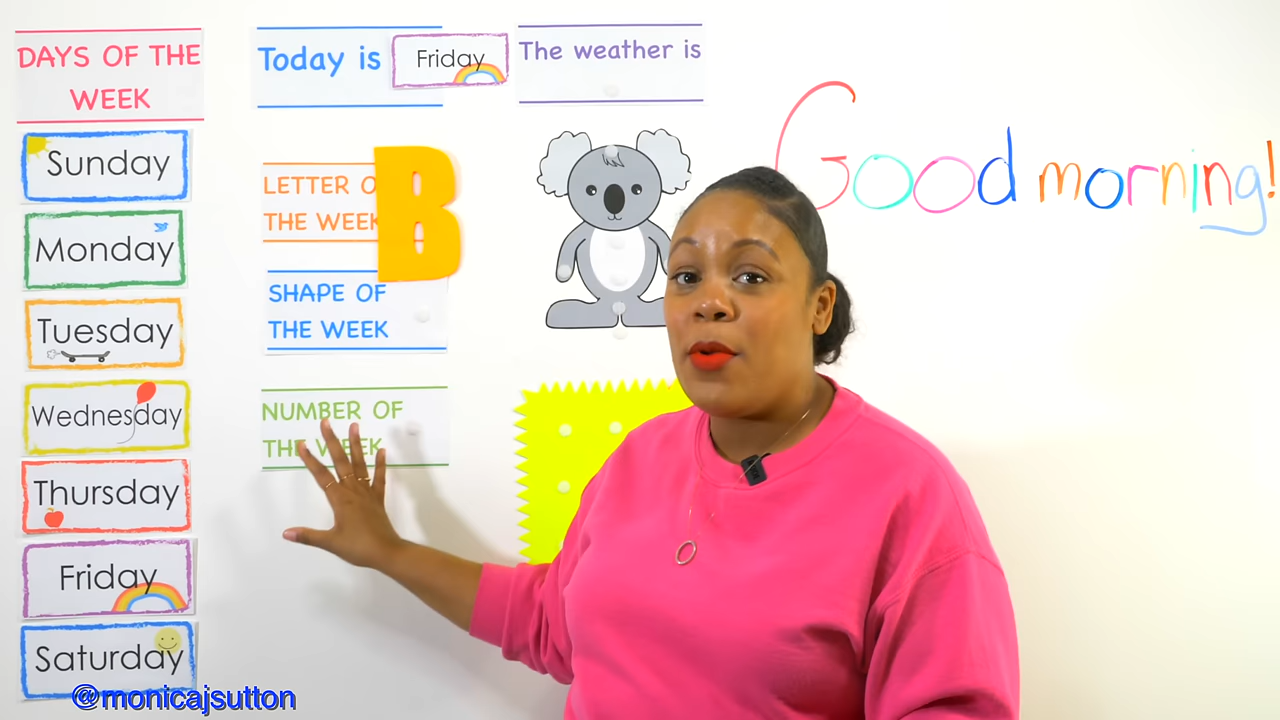 DAYS OF THE
WEEK
Sunday
Monday
Tuesday
Wednesday
Thursday
Friday
Saturday
Today is
Friday
The weather is
LETTER O
THE WEEK
B
SHAPE OF
THE WEEK
NUMBER OF
THE WEEK
Good morning!
@monicajsutton